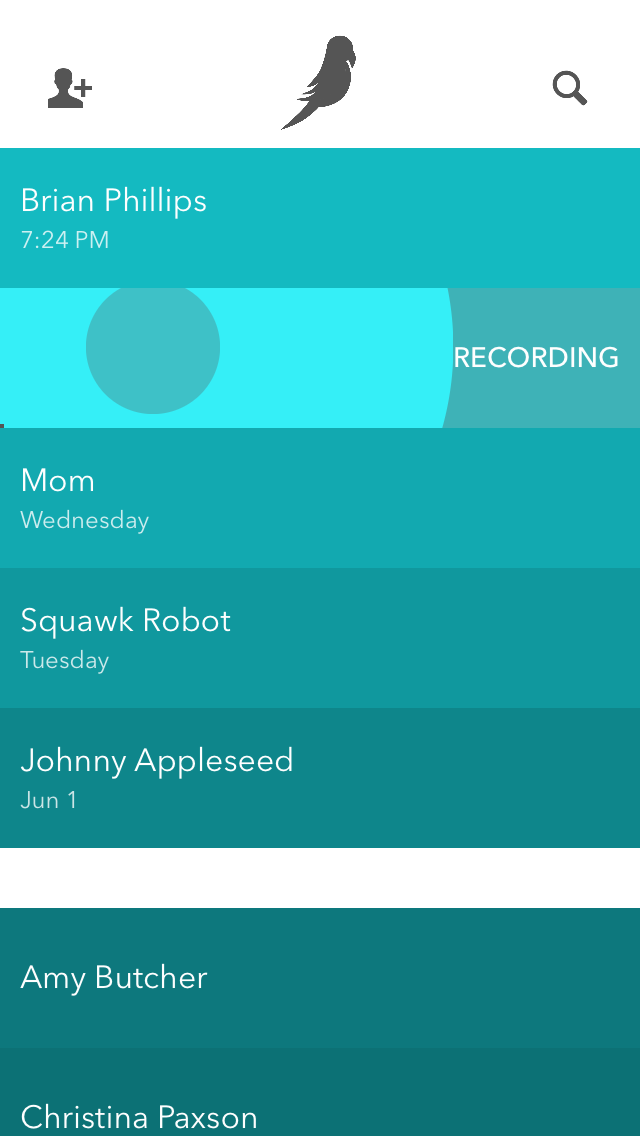 Brian Phillips
7:24 PM
RECORDING
Mom
Wednesday
Squawk Robot
Tuesday
Johnny Appleseed
Jun 1
Amy Butcher
Christina Paxson